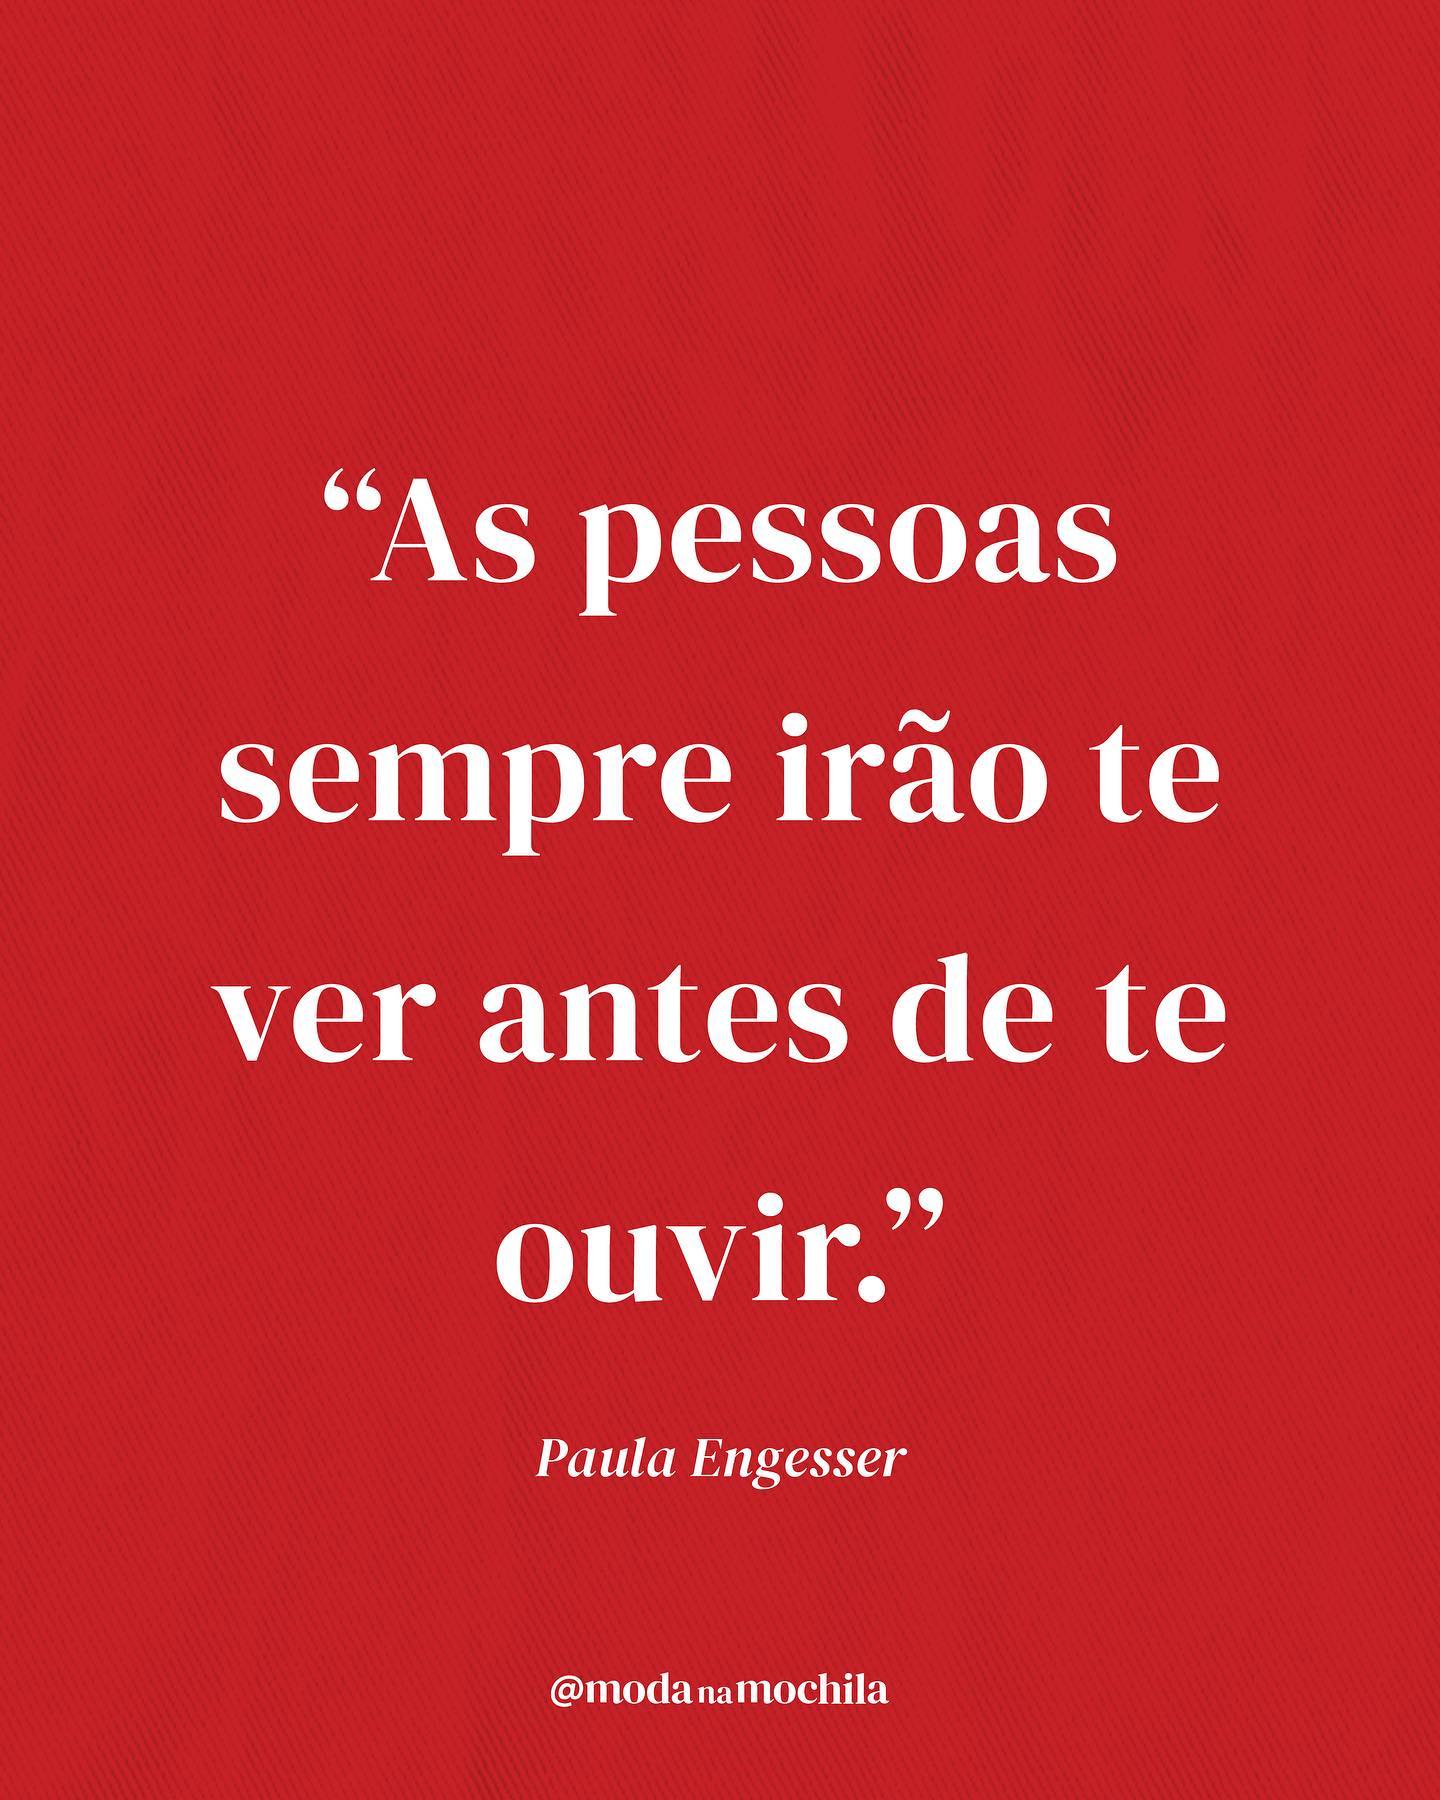 “As pessoas
sempre irão te
ver antes de te
ouvir.”
Paula Engesser
@modanamochila